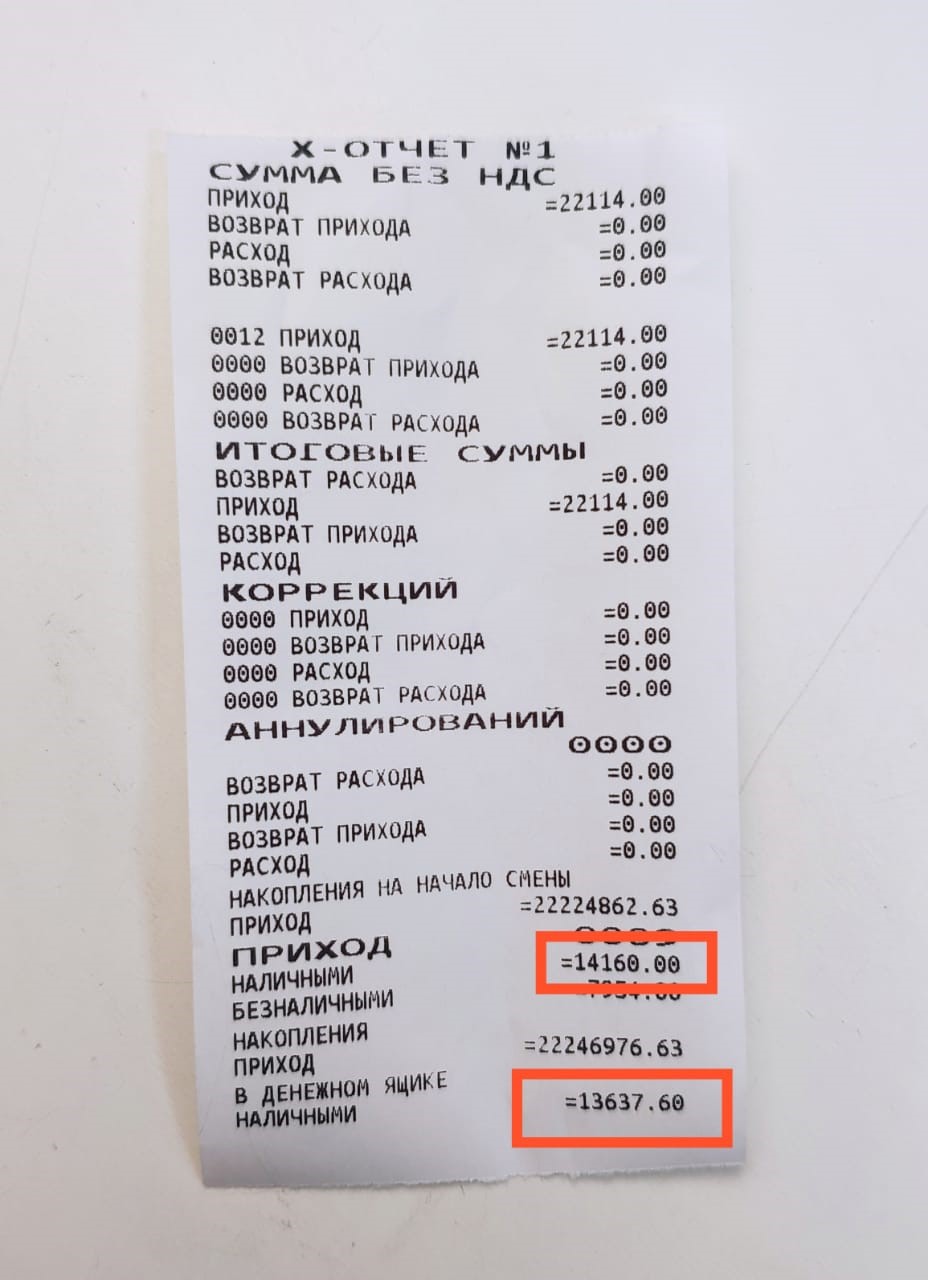 Х-ОТЧЕТ №1
СУММА БЕЗ НДС
ПРИХОД =22114.00
ВОЗВРАТ ПРИХОДА =0.00
РАСХОД =0.00
ВОЗВРАТ РАСХОДА =0.00
0012 ПРИХОД =22114.00
0000 ВОЗВРАТ ПРИХОДА =0.00
0000 РАСХОД =0.00
0000 ВОЗВРАТ РАСХОДА =0.00
ИТОГОВЫЕ СУММЫ
ВОЗВРАТ РАСХОДА =0.00
ПРИХОД =22114.00
ВОЗВРАТ ПРИХОДА =0.00
РАСХОД =0.00
КОРРЕКЦИЙ
0000 ПРИХОД =0.00
0000 ВОЗВРАТ ПРИХОДА =0.00
0000 РАСХОД =0.00
0000 ВОЗВРАТ РАСХОДА =0.00
АННУЛИРОВАНИЙ
0000
ВОЗВРАТ РАСХОДА =0.00
ПРИХОД =0.00
ВОЗВРАТ ПРИХОДА =0.00
РАСХОД =0.00
НАКОПЛЕНИЯ НА НАЧАЛО СМЕНЫ
ПРИХОД =22224862.63
ПРИХОД
НАЛИЧНЫМИ =14160.00
БЕЗНАЛИЧНЫМИ =7954.00
НАКОПЛЕНИЯ
ПРИХОД =22246976.63
В ДЕНЕЖНОМ ЯЩИКЕ
НАЛИЧНЫМИ =13637.60